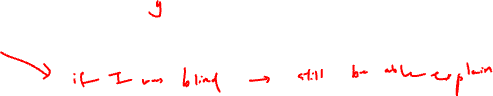 y
if I was blind → still be able explain